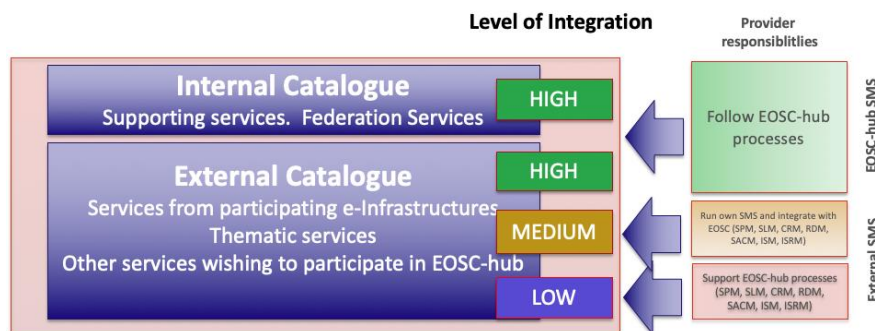 Level of Integration
Provider
responsiblitlies
Internal Catalogue
Supporting services.  Federation Services
HIGH
External Catalogue
Services from participating e-Infrastructures
Thematic services
Other services wishing to participate in EOSC-hub
HIGH
MEDIUM
LOW
Follow EOSC-hub
processes
Run own SMS and integrate with
EOSC (SPM, SLM, CRM, RDM,
SACM, ISM, ISRM)
Support EOSC-hub processes
(SPM, SLM, CRM, RDM,
SACM, ISM, ISRM)
EOSC-hub SMS
External SMS